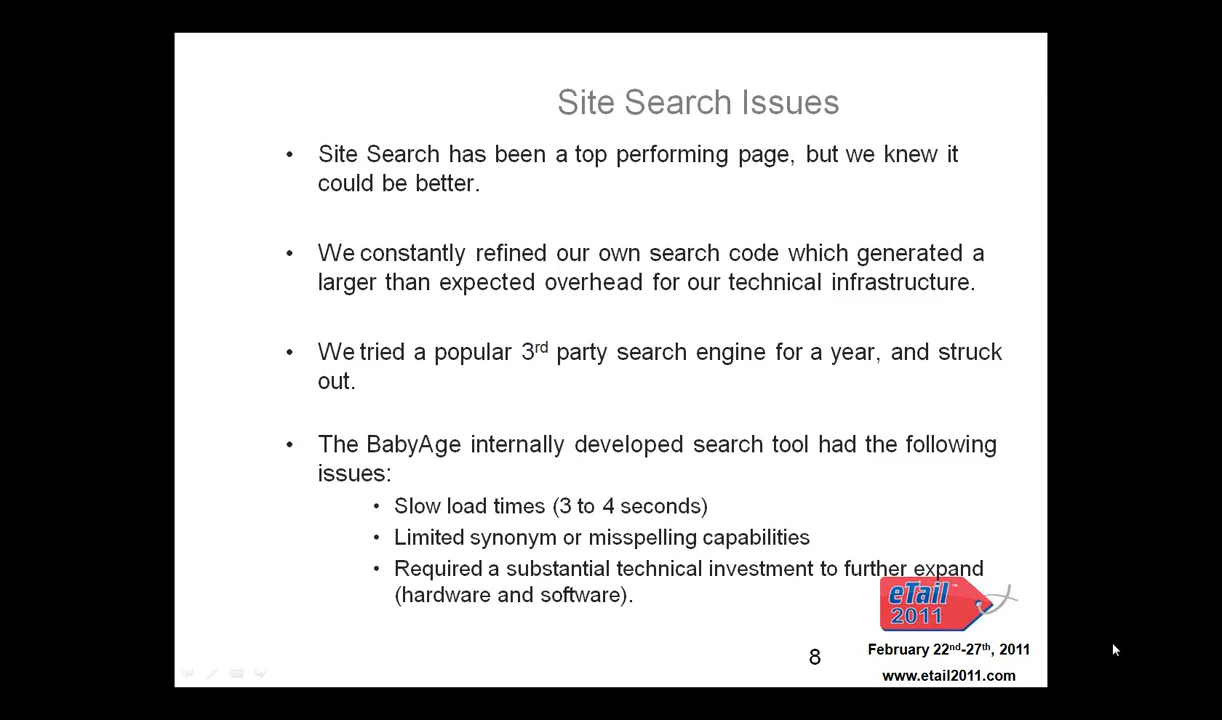 Site Search Issues
• Site Search has been a top performing page, but we knew it
could be better.
• We constantly refined our own search code which generated a
larger than expected overhead for our technical infrastructure.
• We tried a popular 3rd party search engine for a year, and struck
out.
• The BabyAge internally developed search tool had the following
issues:
• Slow load times (3 to 4 seconds)
• Limited synonym or misspelling capabilities
• Required a substantial technical investment to further expand
(hardware and software).
eTail™
2011
8
February 22nd-27th, 2011
www.etail2011.com